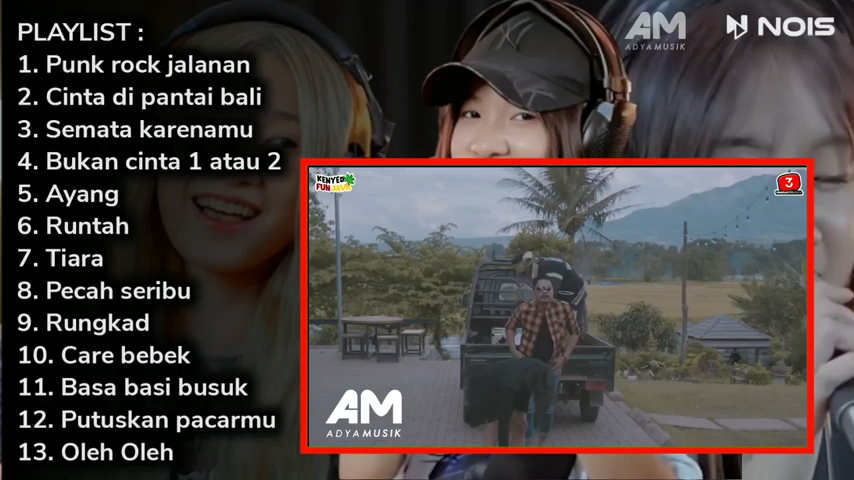 PLAYLIST :
1. Punk rock jalanan
2. Cinta di pantai bali
3. Semata karenamu
4. Bukan cinta 1 atau 2
5. Ayang
6. Runtah
7. Tiara
8. Pecah seribu
9. Rungkad
10. Care bebek
11. Basa basi busuk
12. Putuskan pacarmu
13. Oleh Oleh
AM
ADYAMUSIK
NOIS
KENYEO
FUN
3
AM
ADYAMUSIK